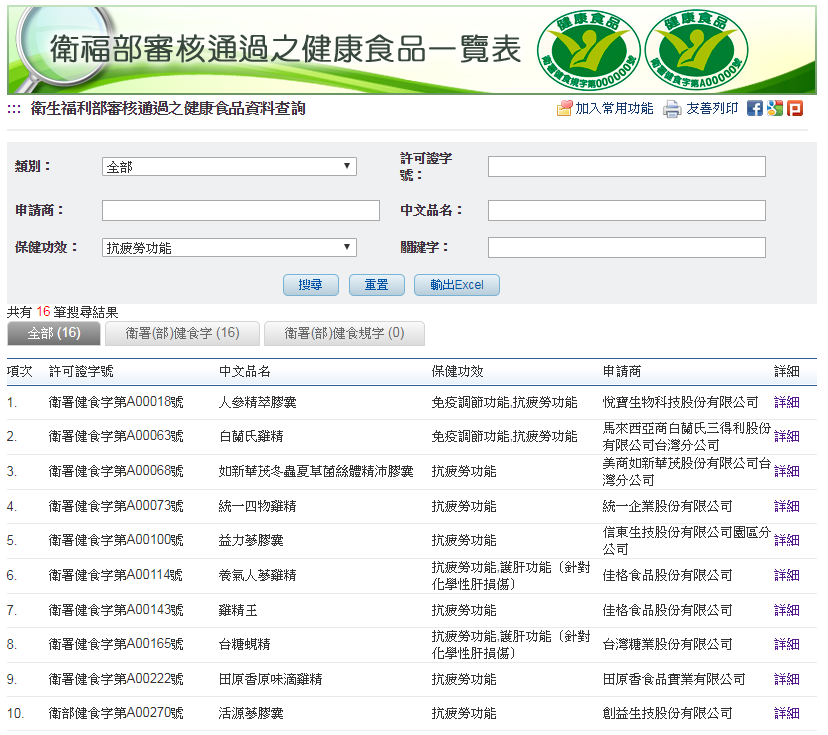 衛福部審核通過之健康食品一覽表
健康食品
衛署健食規字第000000號
健康食品
衛署健食字第A00000號
::: 衛生福利部審核通過之健康食品資料查詢
加入常用功能 友善列印
類別： 全部 許可證字號：
申請商： 中文品名：
保健功效： 抗疲勞功能 關鍵字：
搜尋 重置 輸出Excel
共有 16 筆搜尋結果
全部 (16) 衛署(部)健食字 (16) 衛署(部)健食規字 (0)
項次 許可證字號 中文品名 保健功效 申請商 詳細
1. 衛署健食字第A00018號 人參精萃膠囊 免疫調節功能,抗疲勞功能 悅寶生物科技股份有限公司 詳細
2. 衛署健食字第A00063號 白蘭氏雞精 免疫調節功能,抗疲勞功能 馬來西亞商白蘭氏三得利股份有限公司台灣分公司 詳細
3. 衛署健食字第A00068號 如新華茂冬蟲夏草菌絲體精沛膠囊 抗疲勞功能 美商如新華茂股份有限公司台灣分公司 詳細
4. 衛署健食字第A00073號 統一四物雞精 抗疲勞功能 統一企業股份有限公司 詳細
5. 衛署健食字第A00100號 益力蔘膠囊 抗疲勞功能 信東生技股份有限公司園區分公司 詳細
6. 衛署健食字第A00114號 養氣人蔘雞精 抗疲勞功能,護肝功能〔針對化學性肝損傷〕 佳格食品股份有限公司 詳細
7. 衛署健食字第A00143號 雞精王 抗疲勞功能 佳格食品股份有限公司 詳細
8. 衛署健食字第A00165號 台糖蜆精 抗疲勞功能,護肝功能〔針對化學性肝損傷〕 台灣糖業股份有限公司 詳細
9. 衛署健食字第A00222號 田原香原味滴雞精 抗疲勞功能 田原香食品實業有限公司 詳細
10. 衛部健食字第A00270號 活源蔘膠囊 抗疲勞功能 創益生技股份有限公司 詳細